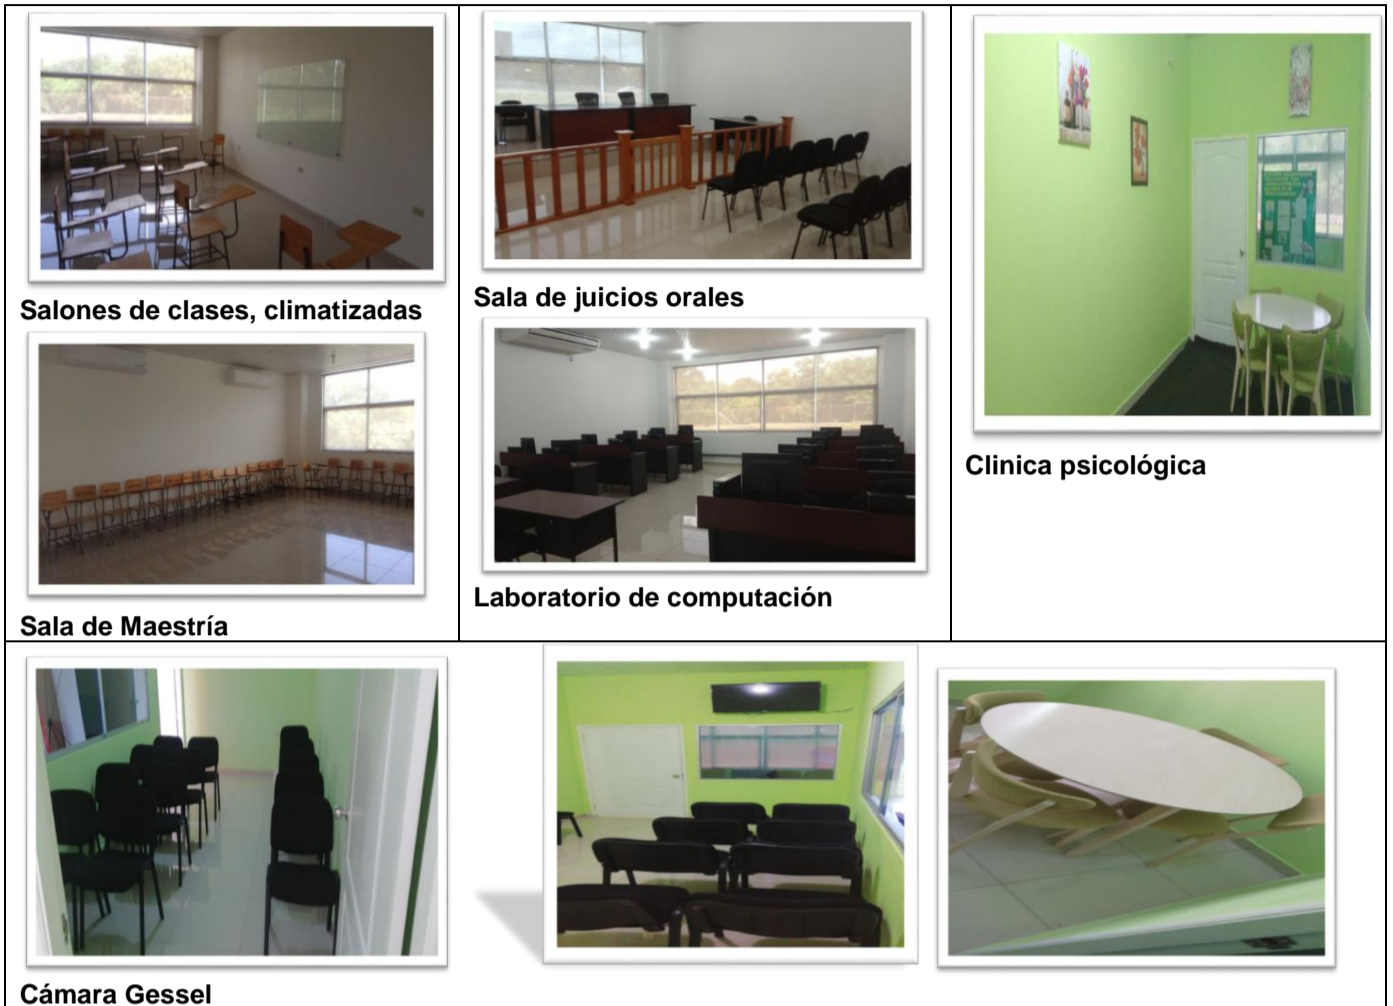 Salones de clases, climatizadas
Sala de Maestría
Sala de juicios orales
Laboratorio de computación
Clinica psicológica
Cámara Gessel